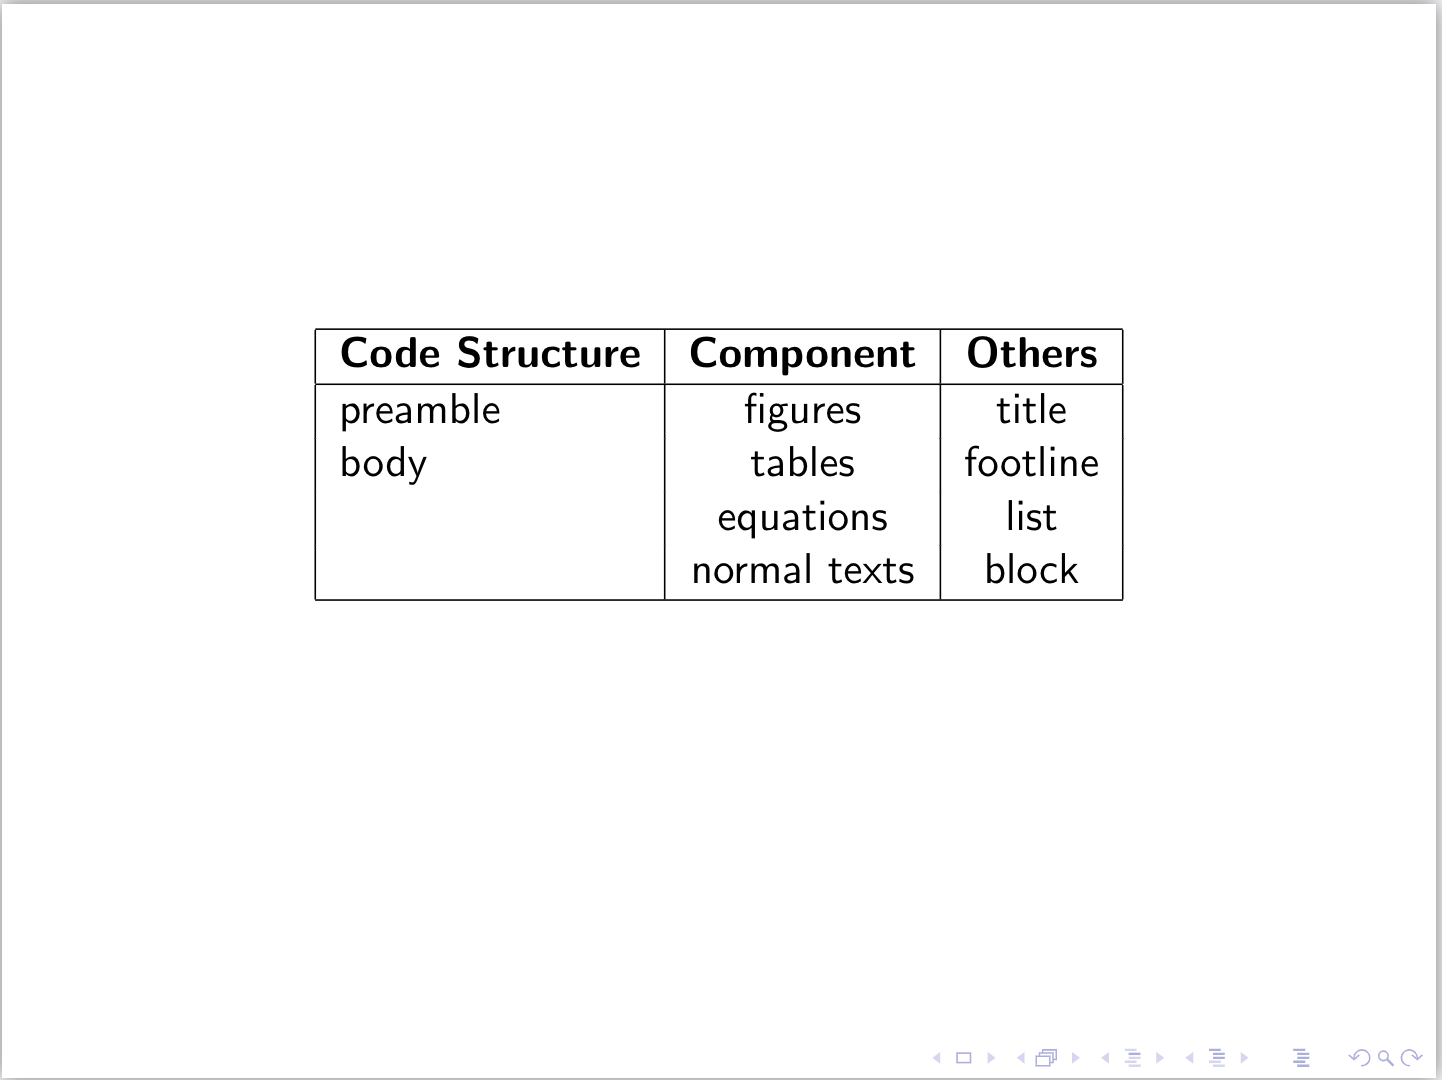 Code Structure Component Others
preamble figures title
body tables footline
equations list
normal texts block